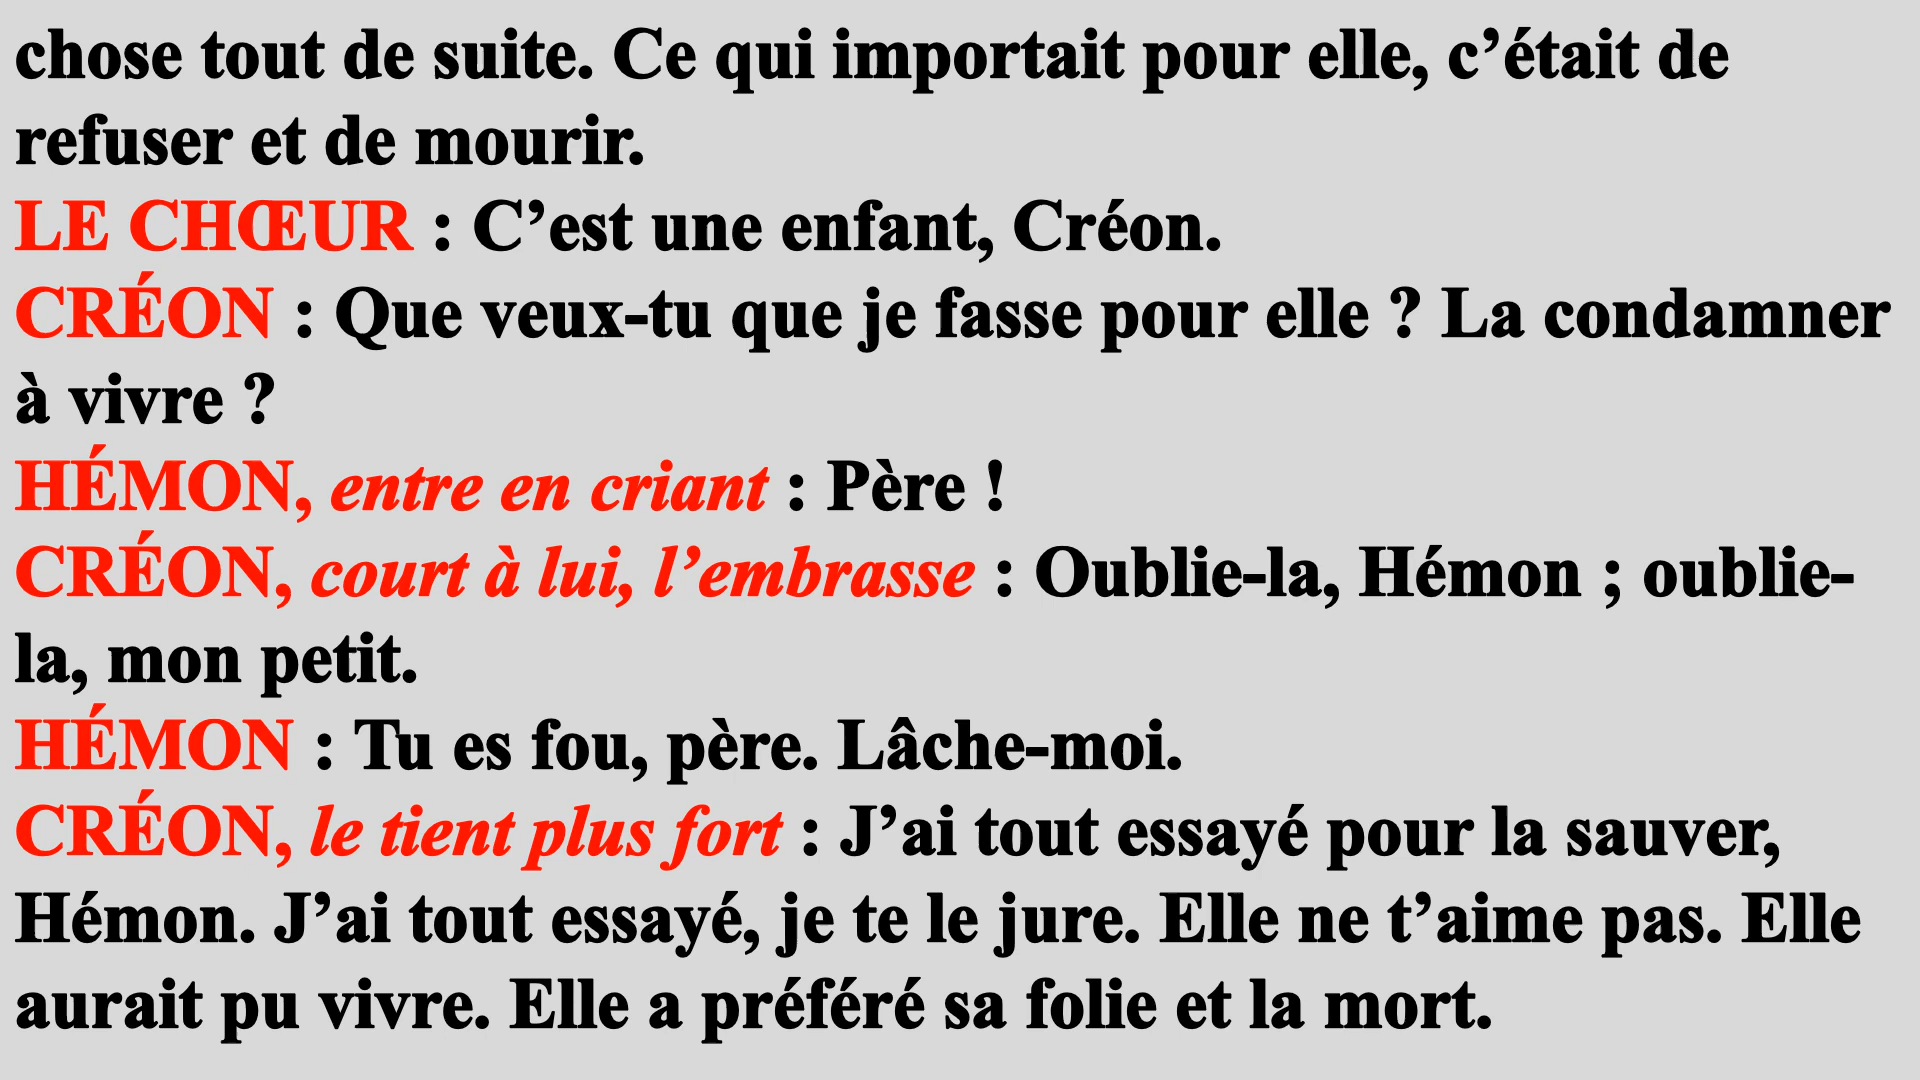 chose tout de suite. Ce qui importait pour elle, c’était de
refuser et de mourir.
LE CHŒUR : C’est une enfant, Créon.
CRÉON : Que veux-tu que je fasse pour elle ? La condamner
à vivre ?
HÉMON, entre en criant : Père !
CRÉON, court à lui, l’embrasse : Oublie-la, Hémon ; oublie-
la, mon petit.
HÉMON : Tu es fou, père. Lâche-moi.
CRÉON, le tient plus fort : J’ai tout essayé pour la sauver,
Hémon. J’ai tout essayé, je te le jure. Elle ne t’aime pas. Elle
aurait pu vivre. Elle a préféré sa folie et la mort.